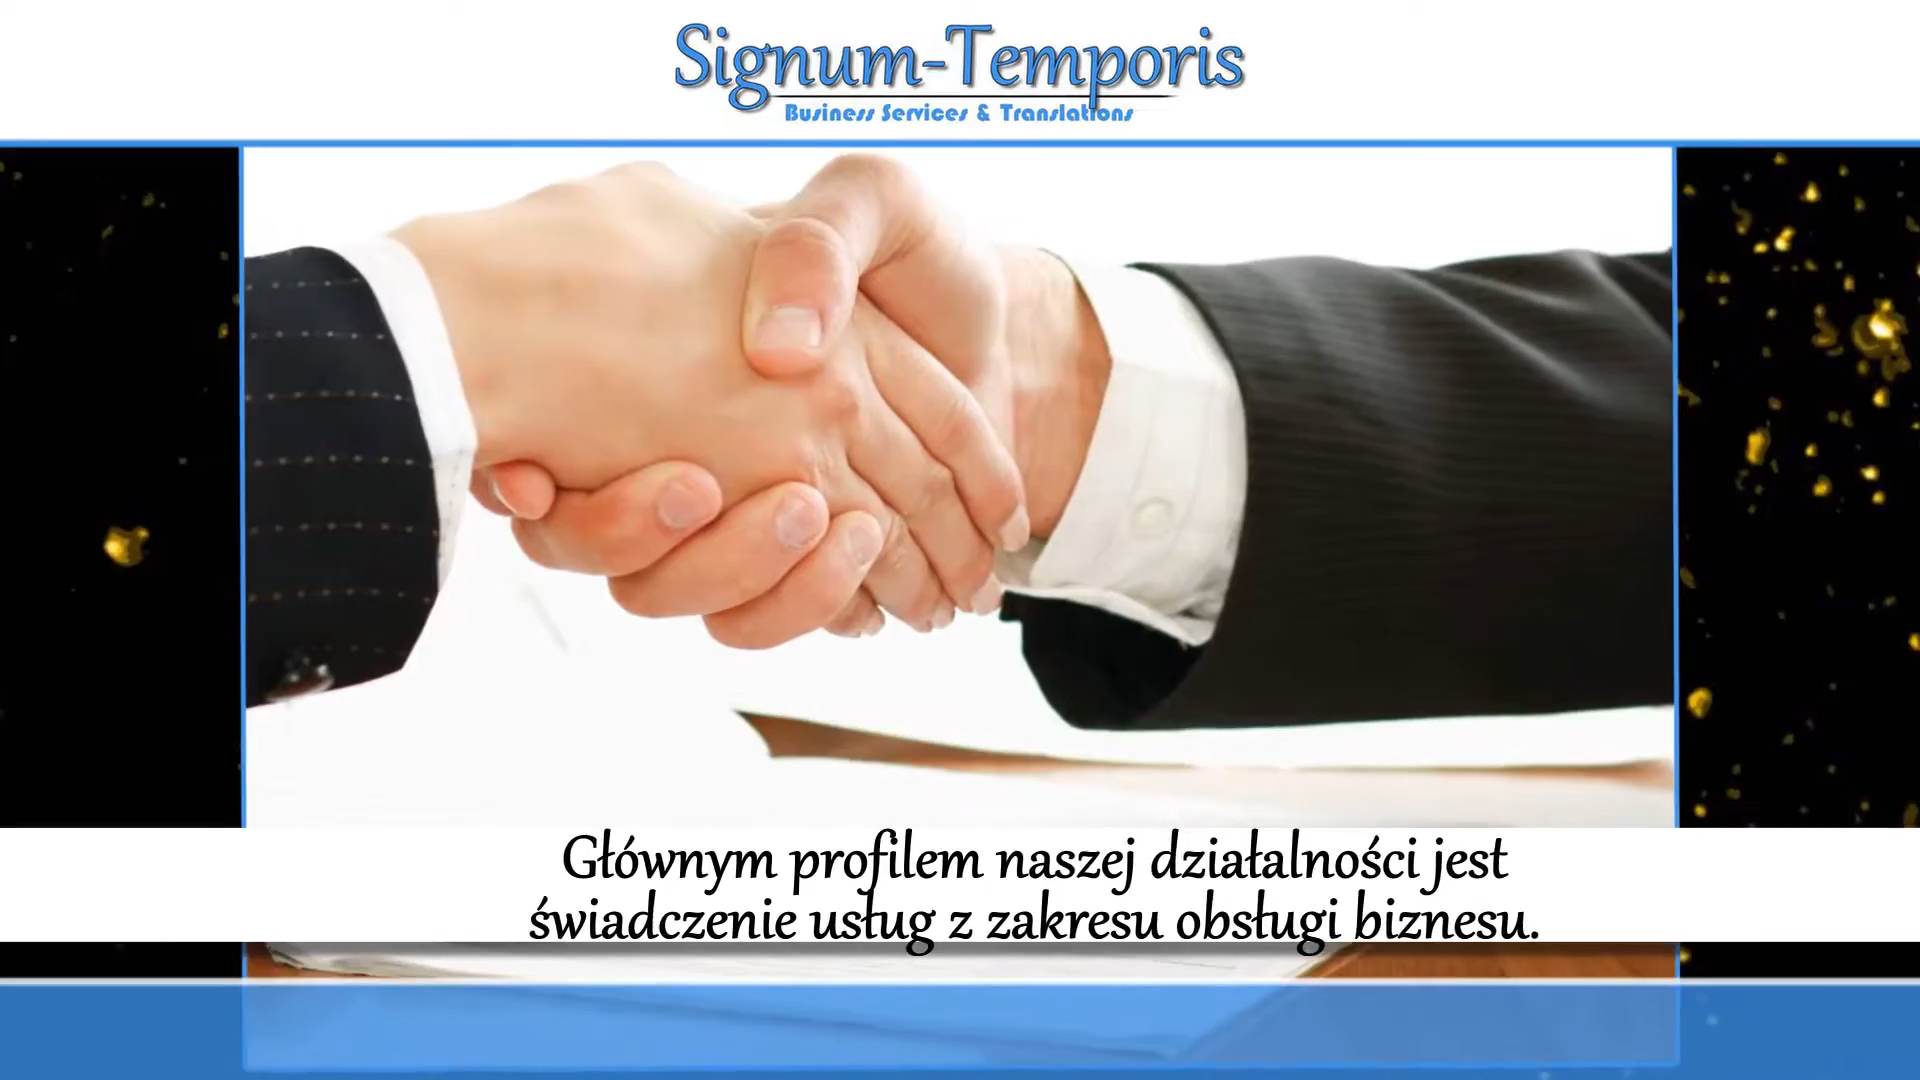 Signum-Temporis
Business Services & Translations
Głównym profilem naszej działalności jest
świadczenie usług z zakresu obsługi biznesu.